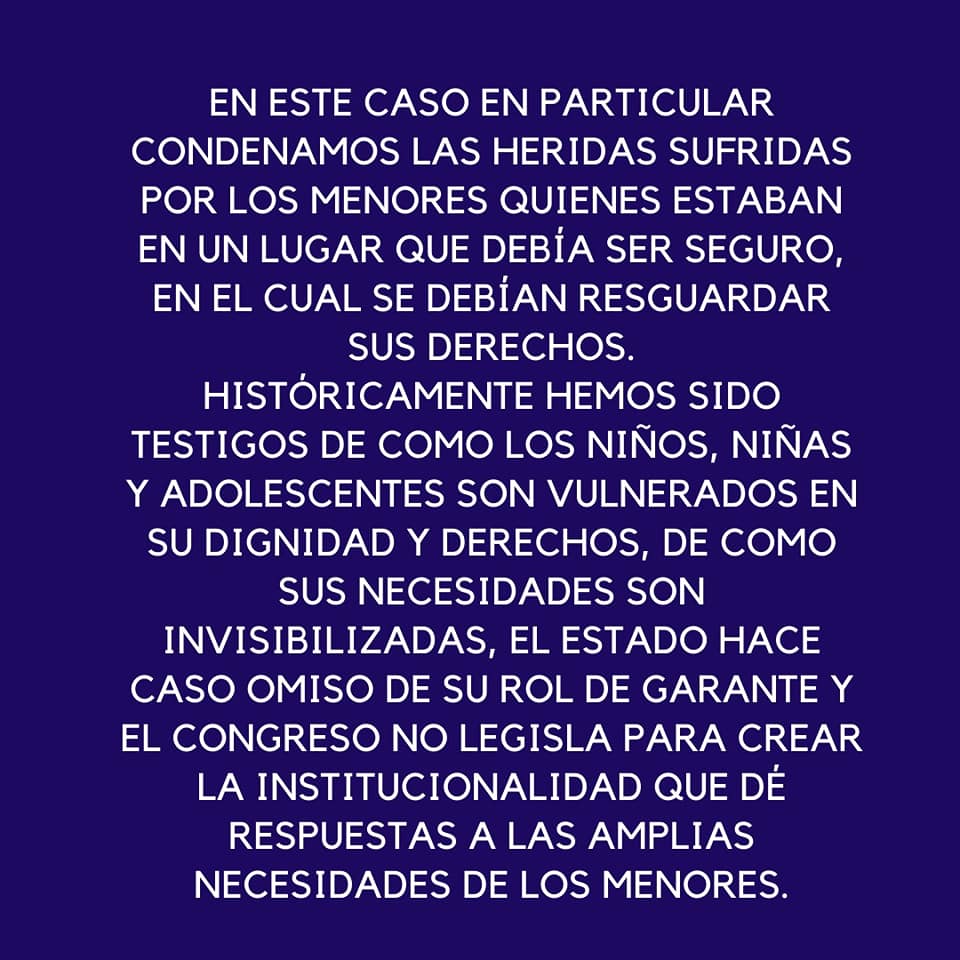 EN ESTE CASO EN PARTICULAR
CONDENAMOS LAS HERIDAS SUFRIDAS
POR LOS MENORES QUIENES ESTABAN
EN UN LUGAR QUE DEBÍA SER SEGURO,
EN EL CUAL SE DEBÍAN RESGUARDAR
SUS DERECHOS.
HISTÓRICAMENTE HEMOS SIDO
TESTIGOS DE COMO LOS NIÑOS, NIÑAS
Y ADOLESCENTES SON VULNERADOS EN
SU DIGNIDAD Y DERECHOS, DE COMO
SUS NECESIDADES SON
INVISIBILIZADAS, EL ESTADO HACE
CASO OMISO DE SU ROL DE GARANTE Y
EL CONGRESO NO LEGISLA PARA CREAR
LA INSTITUCIONALIDAD QUE DÉ
RESPUESTAS A LAS AMPLIAS
NECESIDADES DE LOS MENORES.